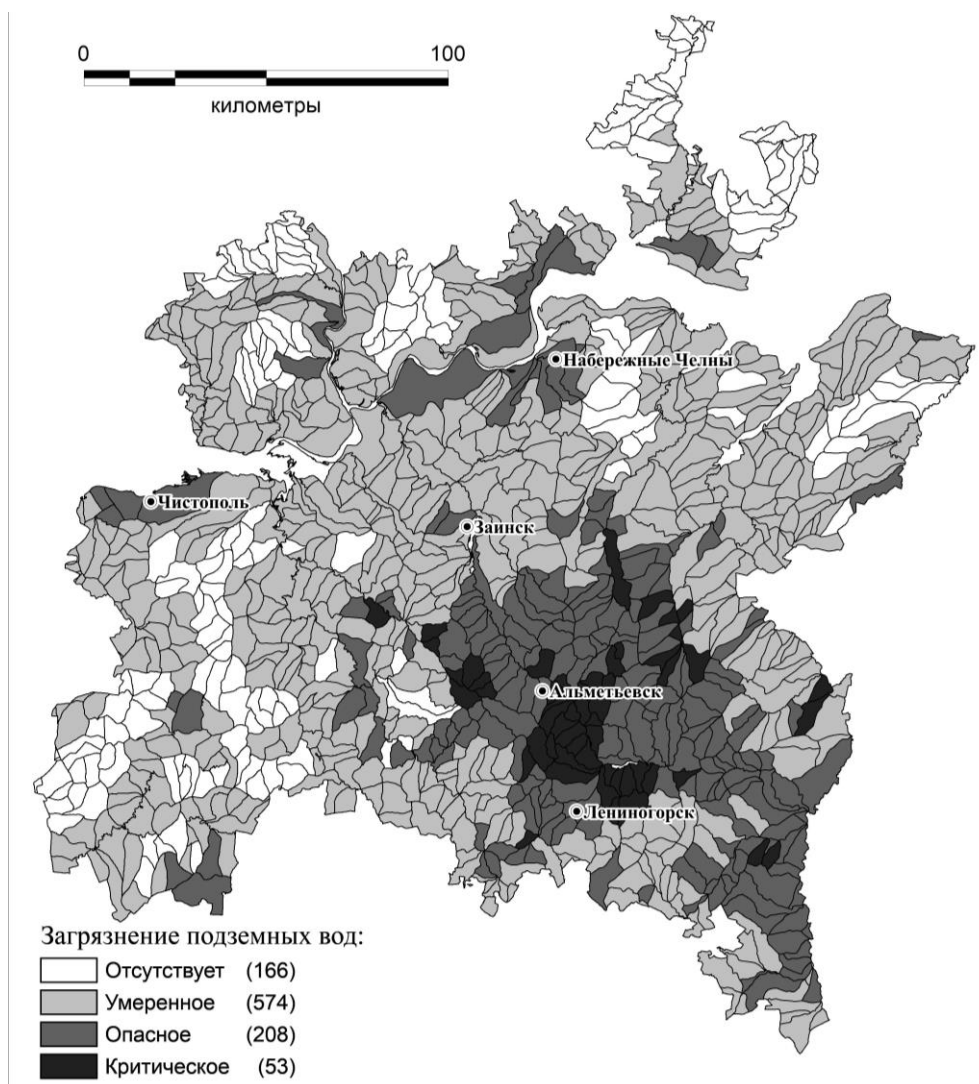 0 100
километры
Набережные Челны
Чистополь
Заинск
Альметьевск
Лениногорск
Загрязнение подземных вод:
Отсутствует (166)
Умеренное (574)
Опасное (208)
Критическое (53)